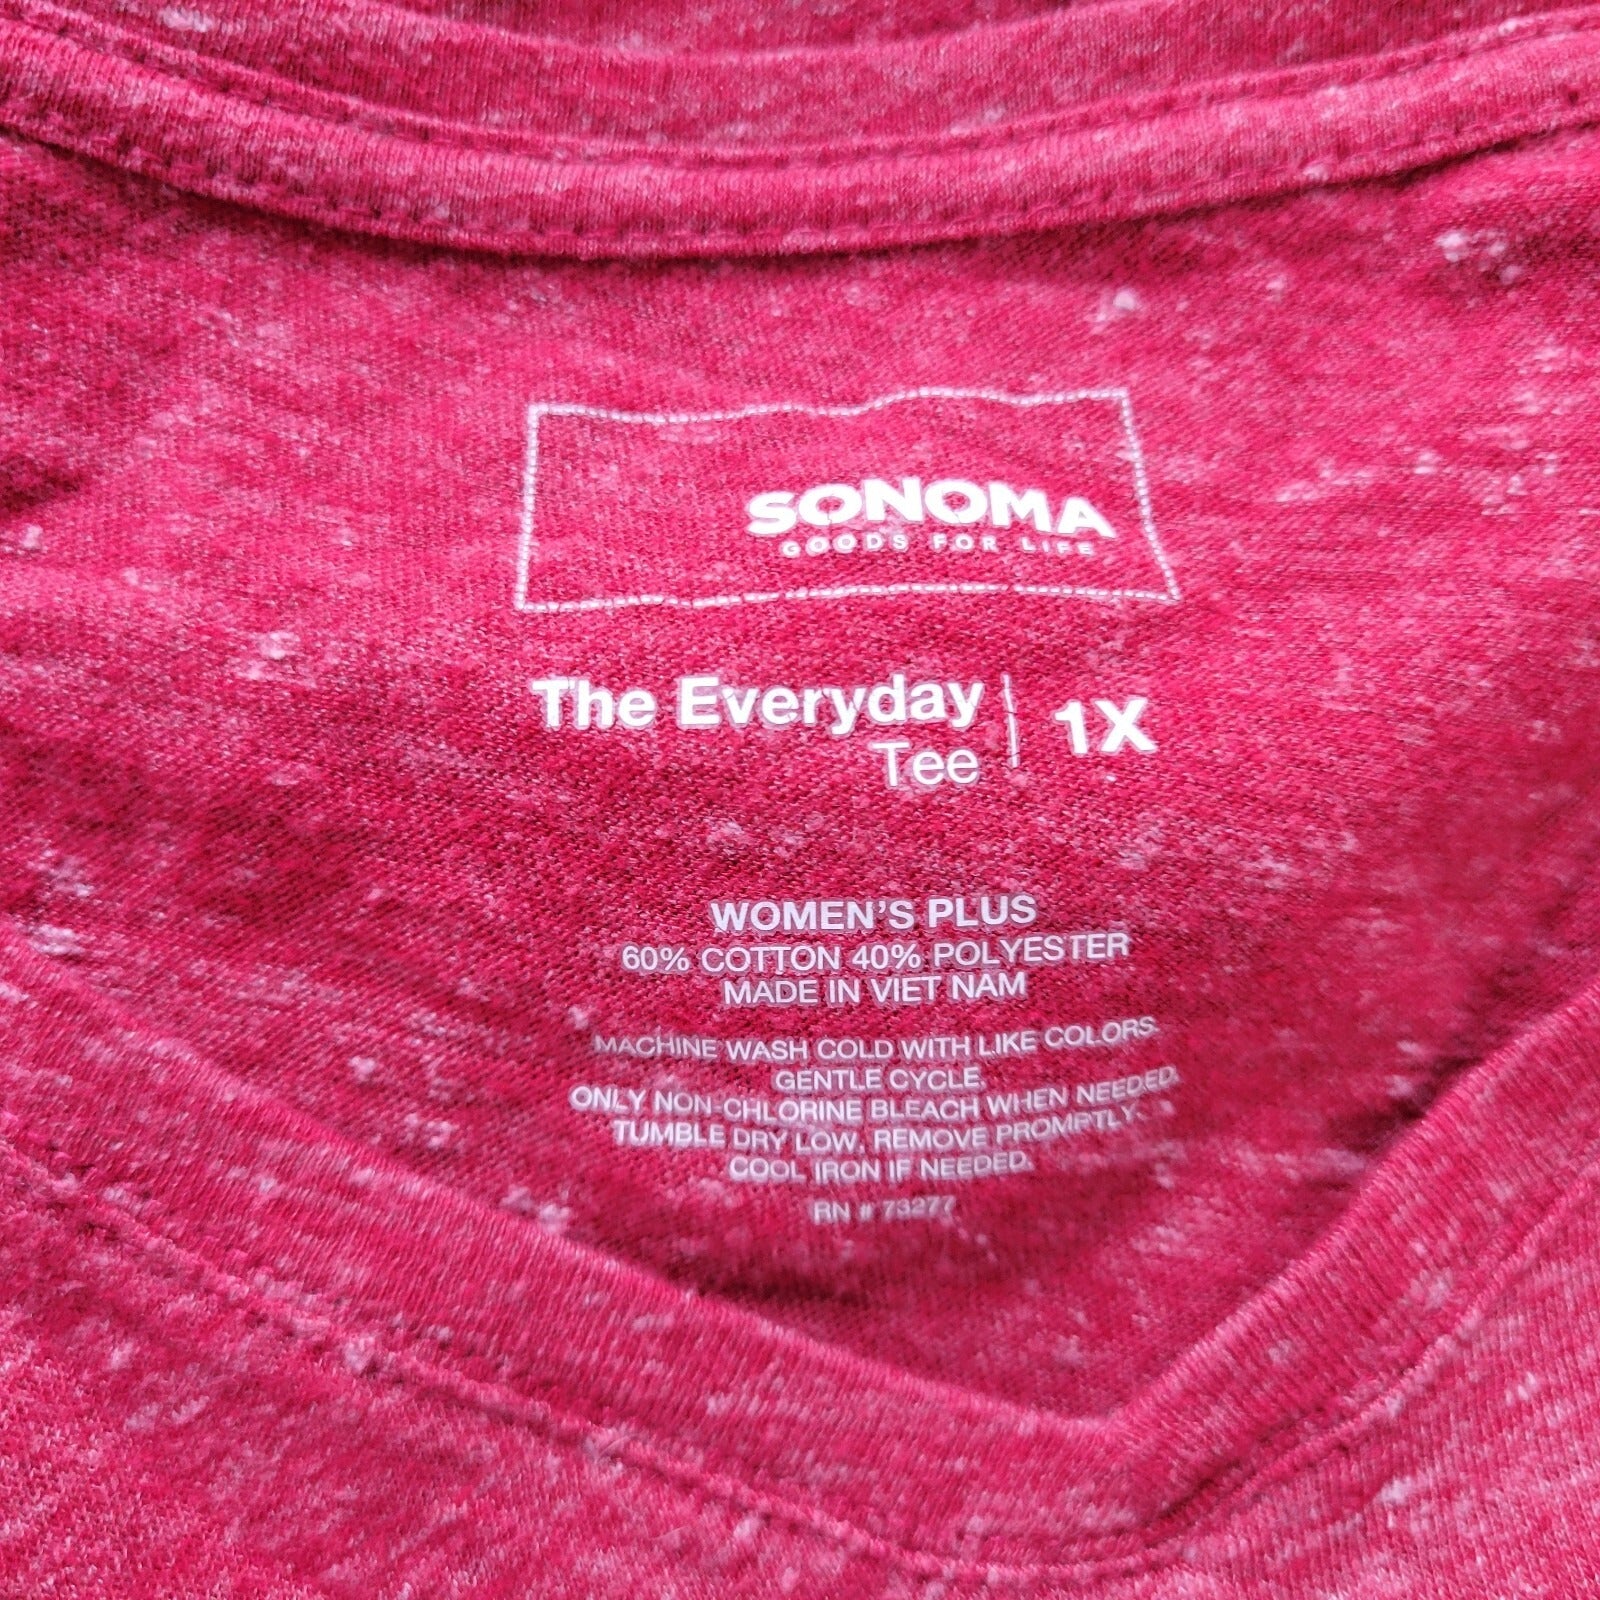 SONOMA
GOODS FOR LIFE
The Everyday
Tee
1X
WOMEN'S PLUS
60% COTTON 40% POLYESTER
MADE IN VIET NAM
MACHINE WASH COLD WITH LIKE COLORS.
GENTLE CYCLE.
ONLY NON-CHLORINE BLEACH WHEN NEEDED.
TUMBLE DRY LOW. REMOVE PROMPTLY.
COOL IRON IF NEEDED.
RN # 73277